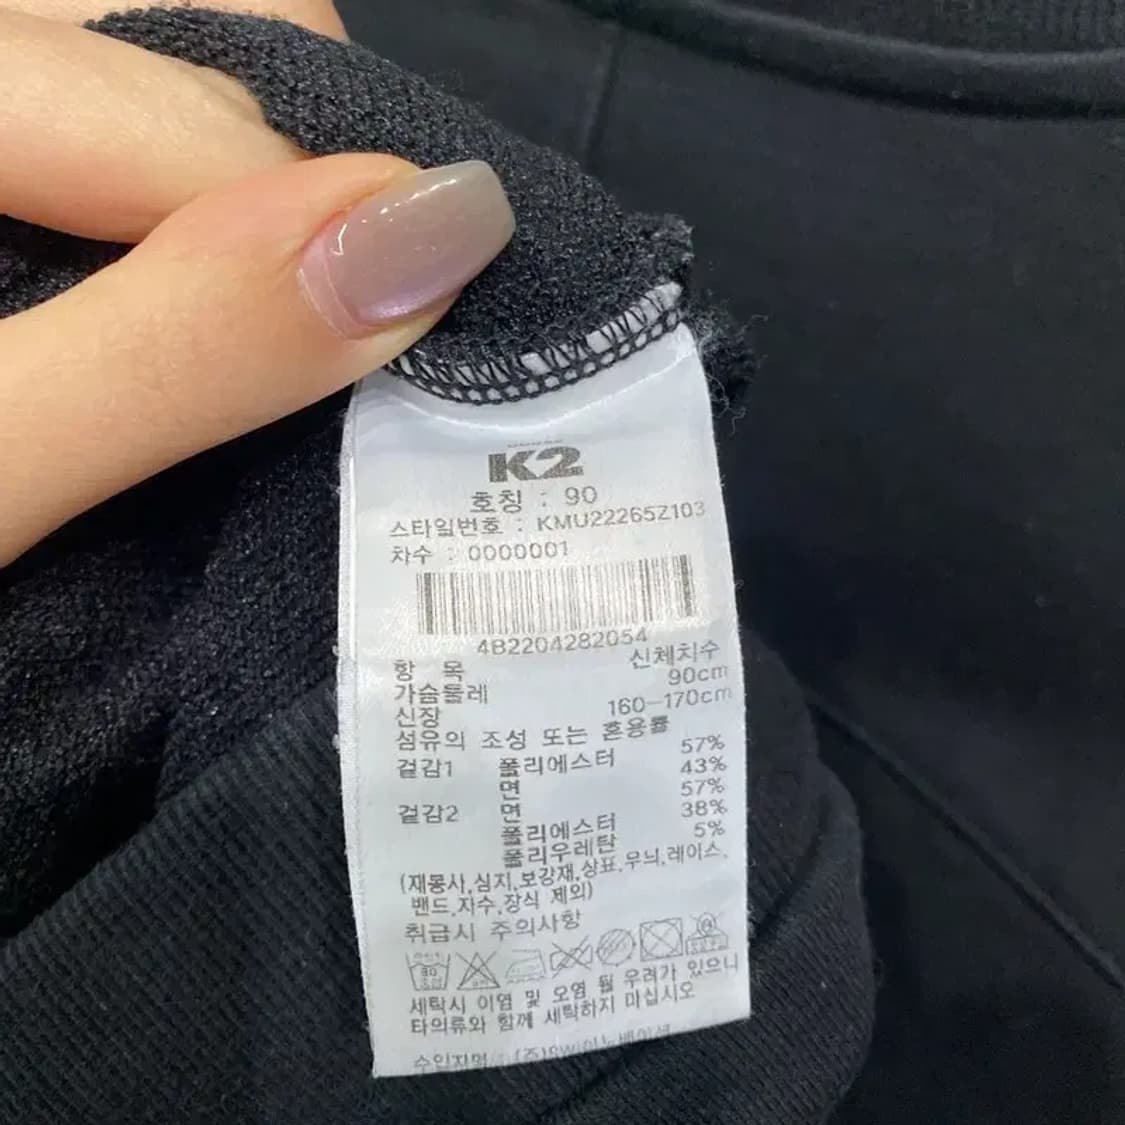 K2
호칭 : 90
스타일번호 : KMU22265Z103
차수 : 0000001
4B2204282054
항 목 신체치수
가슴둘레 90cm
신장 160-170cm
섬유의 조성 또는 혼용률
겉감1 폴리에스터 57%
면 43%
겉감2 면 57%
폴리에스터 38%
폴리우레탄 5%
(재봉사,심지,보강재,상표,무늬,레이스,
밴드,자수,장식 제외)
취급시 주의사항
세탁시 이염 및 오염 될 우려가 있으니
타의류와 함께 세탁하지 마십시오